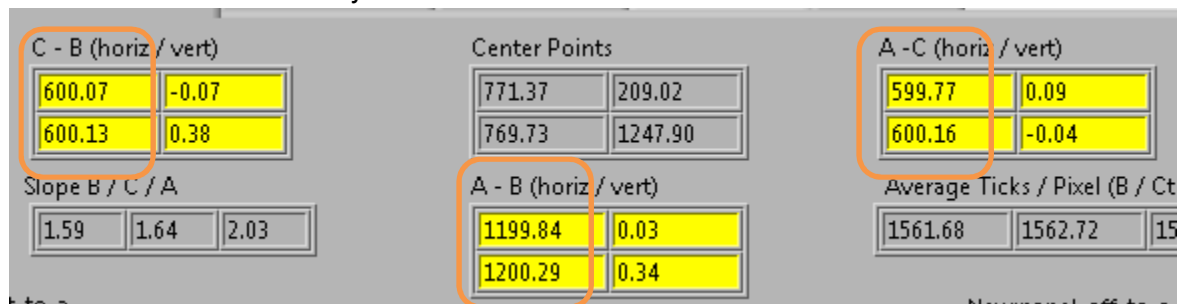 C - B (horiz / vert) Center Points A -C (horiz / vert)
600.07 -0.07 771.37 209.02 599.77 0.09
600.13 0.38 769.73 1247.90 600.16 -0.04
Slope B / C / A A - B (horiz / vert) Average Ticks / Pixel (B / Ct
1.59 1.64 2.03 1199.84 0.03 1561.68 1562.72 15
1200.29 0.34